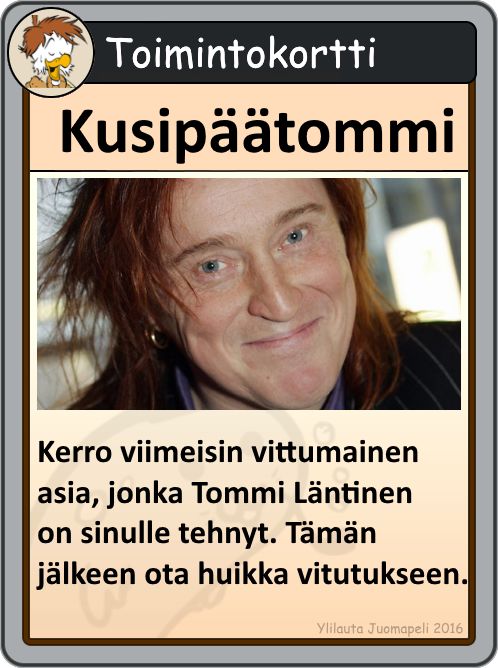 Toimintokortti
Kusipäätommi
Kerro viimeisin vittumainen
asia, jonka Tommi Läntinen
on sinulle tehnyt. Tämän
jälkeen ota huikka vitutukseen.
Ylilauta Juomapeli 2016